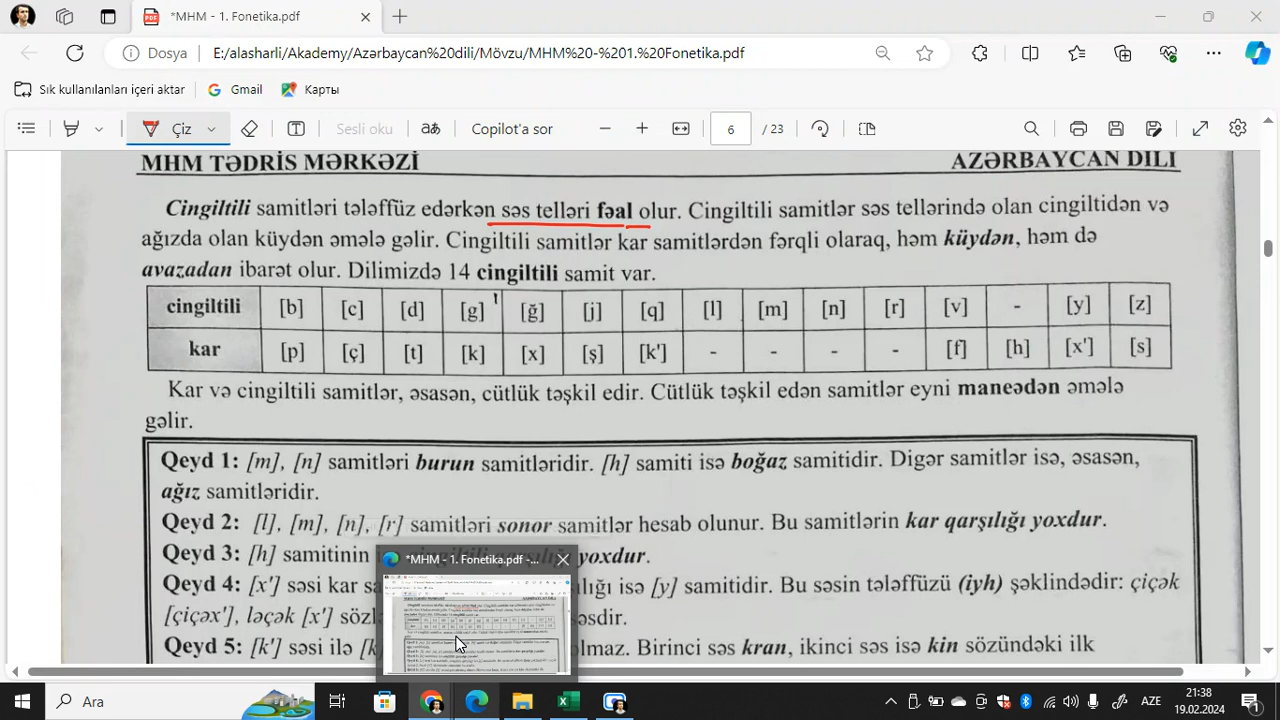 *MHM - 1. Fonetika.pdf
Dosya E:/alasharli/Akademy/Azərbaycan%20dili/Mövzu/MHM%20-%201.%20Fonetika.pdf
Sık kullanılanları içeri aktar Gmail Карты
Çiz aあ Sesli oku Copilot'a sor 6 / 23
MHM TƏDRİS MƏRKƏZİ AZƏRBAYCAN DILI
Cingiltili samitləri tələffüz edərkən səs telləri fəal olur. Cingiltili samitlər səs tellərində olan cingiltidən və
ağızda olan küydən əmələ gəlir. Cingiltili samitlər kar samitlərdən fərqli olaraq, həm küydən, həm də
avazadan ibarət olur. Dilimizdə 14 cingiltili samit var.
cingiltili [b] [c] [d] [g] [ğ] [j] [q] [l] [m] [n] [r] [v] - [y] [z]
kar [p] [ç] [t] [k] [x] [ş] [k'] - - - - [f] [h] [x'] [s]
Kar və cingiltili samitlər, əsasən, cütlük təşkil edir. Cütlük təşkil edən samitlər eyni maneədən əmələ
gəlir.
Qeyd 1: [m], [n] samitləri burun samitləridir. [h] samiti isə boğaz samitidir. Digər samitlər isə, əsasən,
ağız samitləridir.
Qeyd 2: [l], [m], [n], [r] samitləri sonor samitlər hesab olunur. Bu samitlərin kar qarşılığı yoxdur.
Qeyd 3: [h] samitinin yoxdur.
*MHM - 1. Fonetika.pdf -...
Qeyd 4: [x'] səsi kar isə [y] samitidir. Bu səsin tələffüzü (iyh) şəklindədir: çiçək
[çiçəx'], ləçək [x']
Qeyd 5: [k'] səsi ilə Birinci səs kran, ikinci səs isə kin sözündəki ilk
Ara AZE 21:38
19.02.2024